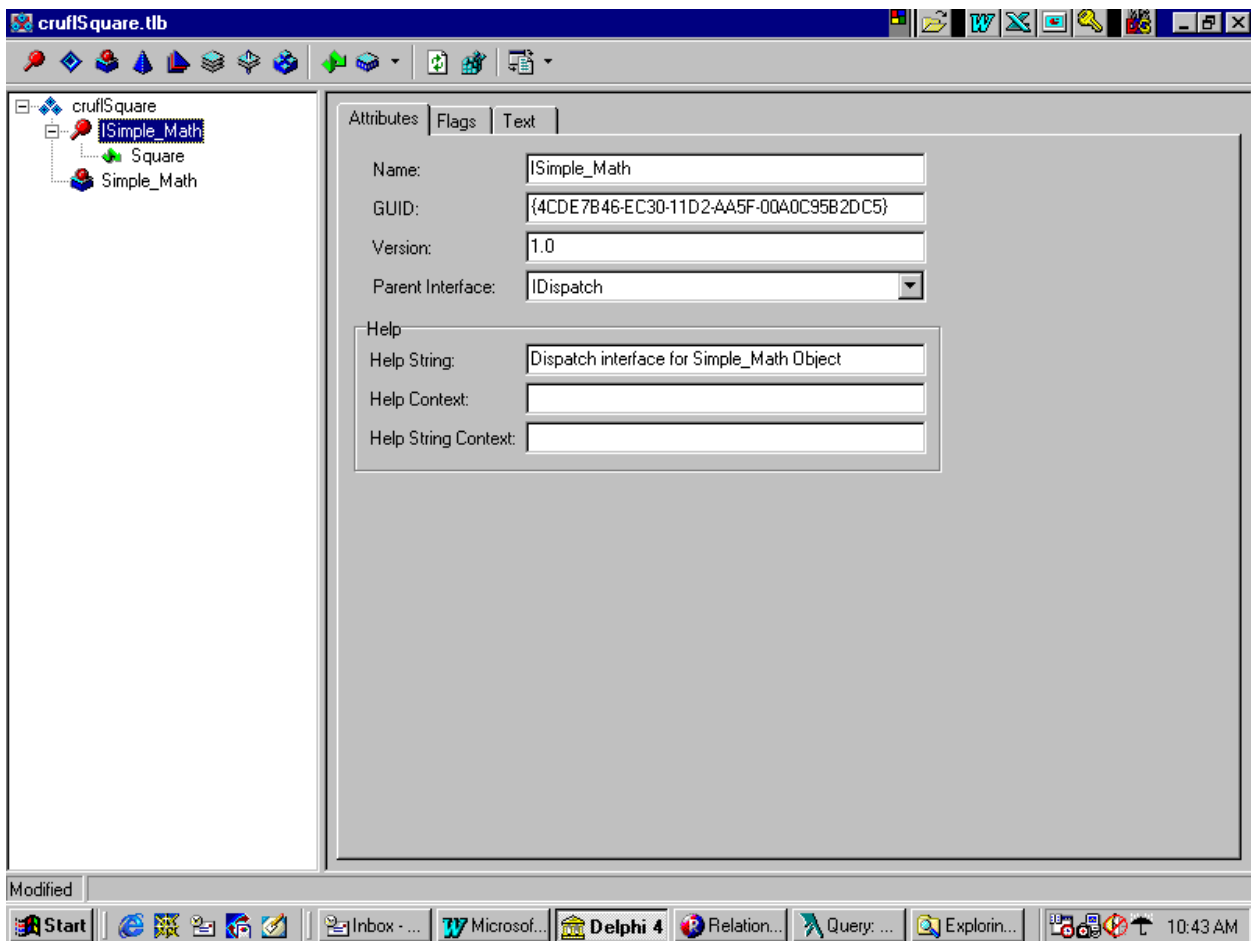 cruflSquare.tlb
cruflSquare
ISimple_Math
Square
Simple_Math
Attributes Flags Text
Name: ISimple_Math
GUID: {4CDE7B46-EC30-11D2-AA5F-00A0C95B2DC5}
Version: 1.0
Parent Interface: IDispatch
Help
Help String: Dispatch interface for Simple_Math Object
Help Context:
Help String Context:
Modified
Start Inbox - ... Microsof... Delphi 4 Relation... Query: ... Explorin... 10:43 AM